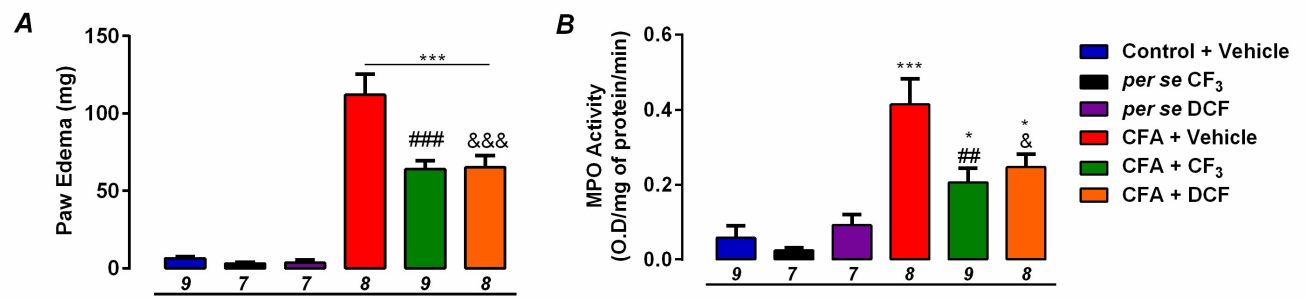 A
Paw Edema (mg)
150
100
50
0
***
###
&&&
9 7 7 8 9 8
B
MPO Activity
(O.D/mg of protein/min)
0.6
0.4
0.2
0.0
***
*
##
*
&
9 7 7 8 9 8
Control + Vehicle
per se CF₃
per se DCF
CFA + Vehicle
CFA + CF₃
CFA + DCF